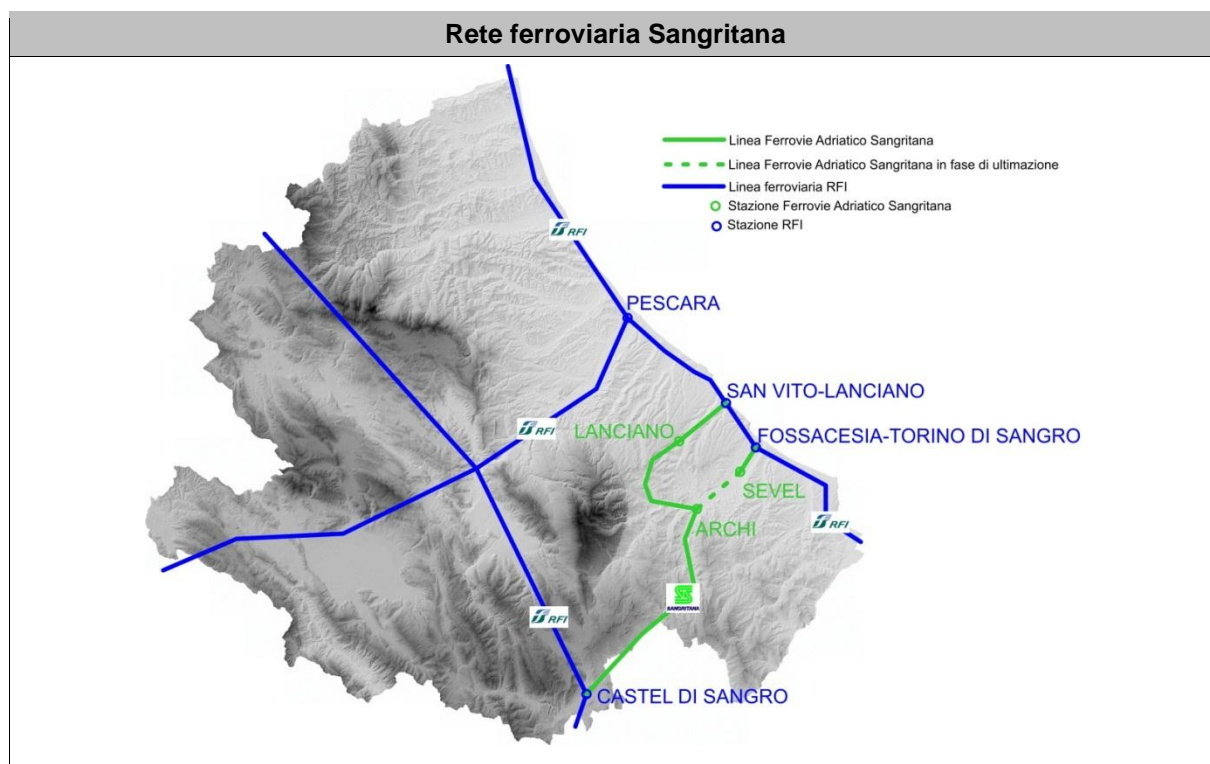 Rete ferroviaria Sangritana
Linea Ferrovie Adriatico Sangritana
Linea Ferrovie Adriatico Sangritana in fase di ultimazione
Linea ferroviaria RFI
Stazione Ferrovie Adriatico Sangritana
Stazione RFI
RFI
PESCARA
SAN VITO-LANCIANO
RFI
LANCIANO
FOSSACESIA-TORINO DI SANGRO
SEVEL
RFI
ARCHI
SANGRITANA
RFI
CASTEL DI SANGRO